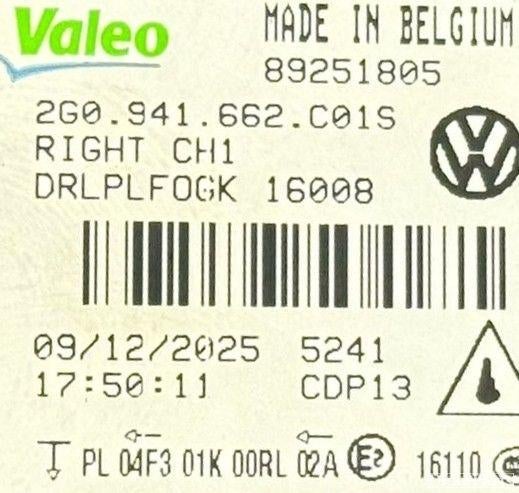 Valeo MADE IN BELGIUM
89251805
2G0.941.662.C01S
RIGHT CH1
DRLPLFOGK 16008
09/12/2025 5241
17:50:11 CDP13
PL 04F3 01K 00RL 02A E2 16110